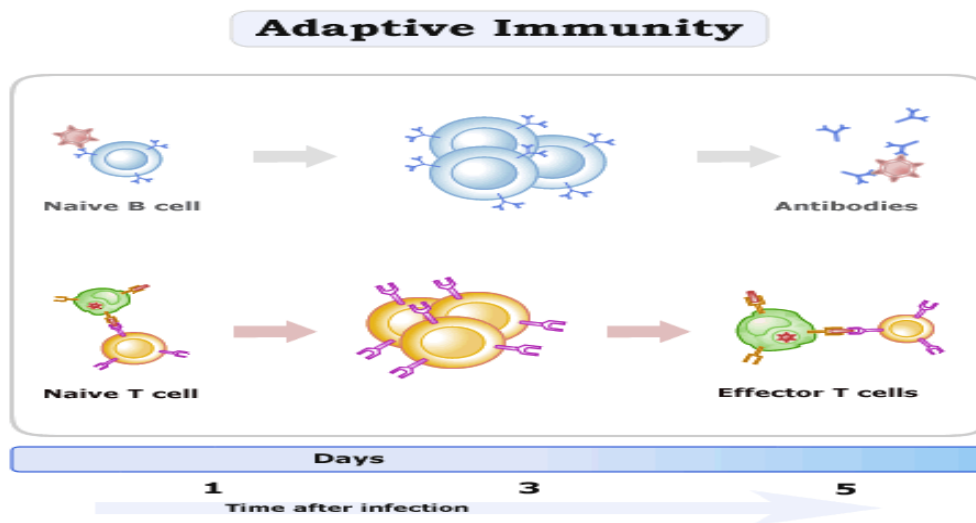 Adaptive Immunity
Naive B cell
Antibodies
Naive T cell
Effector T cells
Days
1 3 5
Time after infection